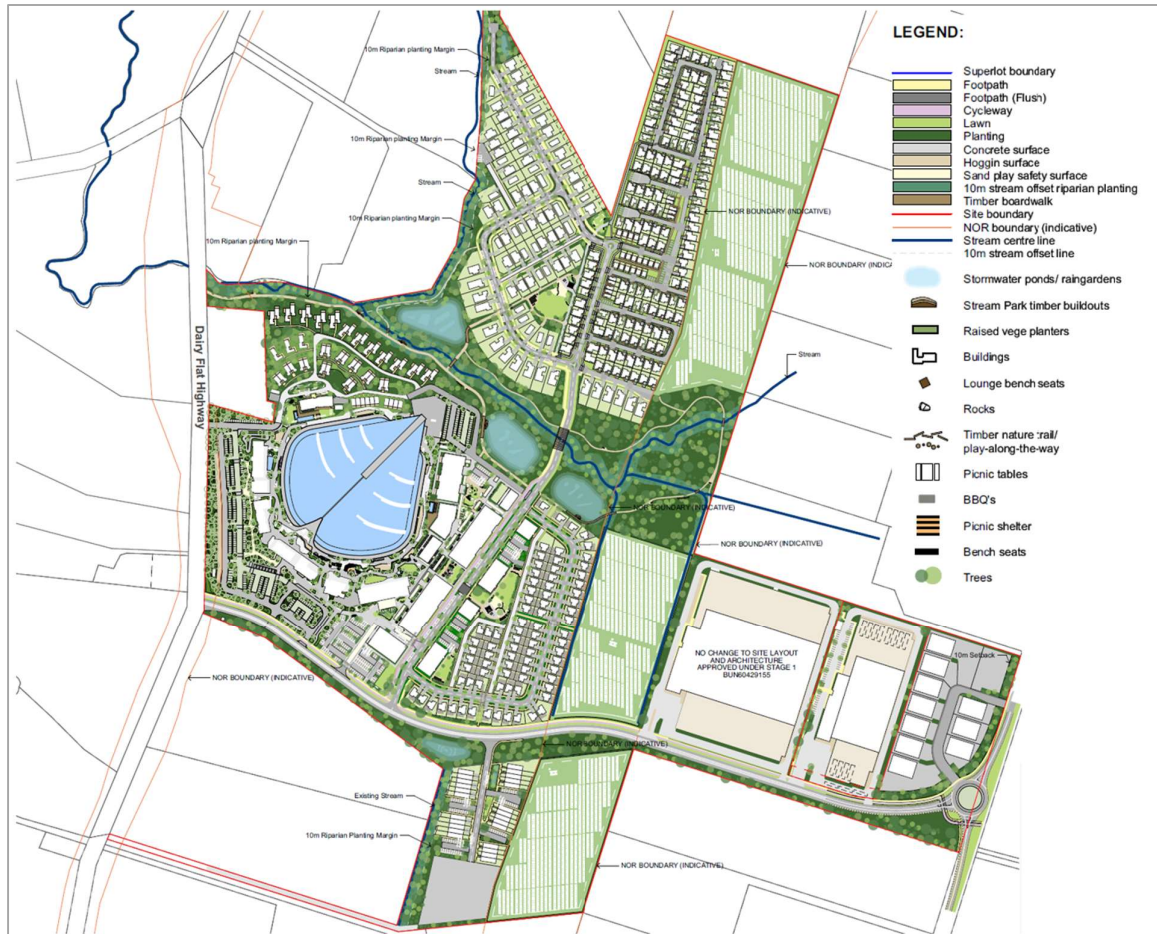 LEGEND:
Superlot boundary
Footpath
Footpath (Flush)
Cycleway
Lawn
Planting
Concrete surface
Hoggin surface
Sand play safety surface
10m stream offset riparian planting
Timber boardwalk
Site boundary
NOR boundary (indicative)
Stream centre line
10m stream offset line
Stormwater ponds/ raingardens
Stream Park timber buildouts
Raised vege planters
Buildings
Lounge bench seats
Rocks
Timber nature trail/
play-along-the-way
Picnic tables
BBQ's
Picnic shelter
Bench seats
Trees
10m Riparian planting Margin
Stream
10m Riparian planting Margin
Stream
10m Riparian planting Margin
10m Riparian planting Margin
NOR BOUNDARY (INDICATIVE)
NOR BOUNDARY (INDICA
Dairy Flat Highway
Stream
NOR BOUNDARY (INDICATIVE)
NOR BOUNDARY (INDICATIVE)
NO CHANGE TO SITE LAYOUT
AND ARCHITECTURE
APPROVED UNDER STAGE 1
BUN60429155
10m Setback
NOR BOUNDARY (INDICATIVE)
NOR BOUNDARY (INDICATIVE)
Existing Stream
10m Riparian Planting Margin
NOR BOUNDARY (INDICATIVE)